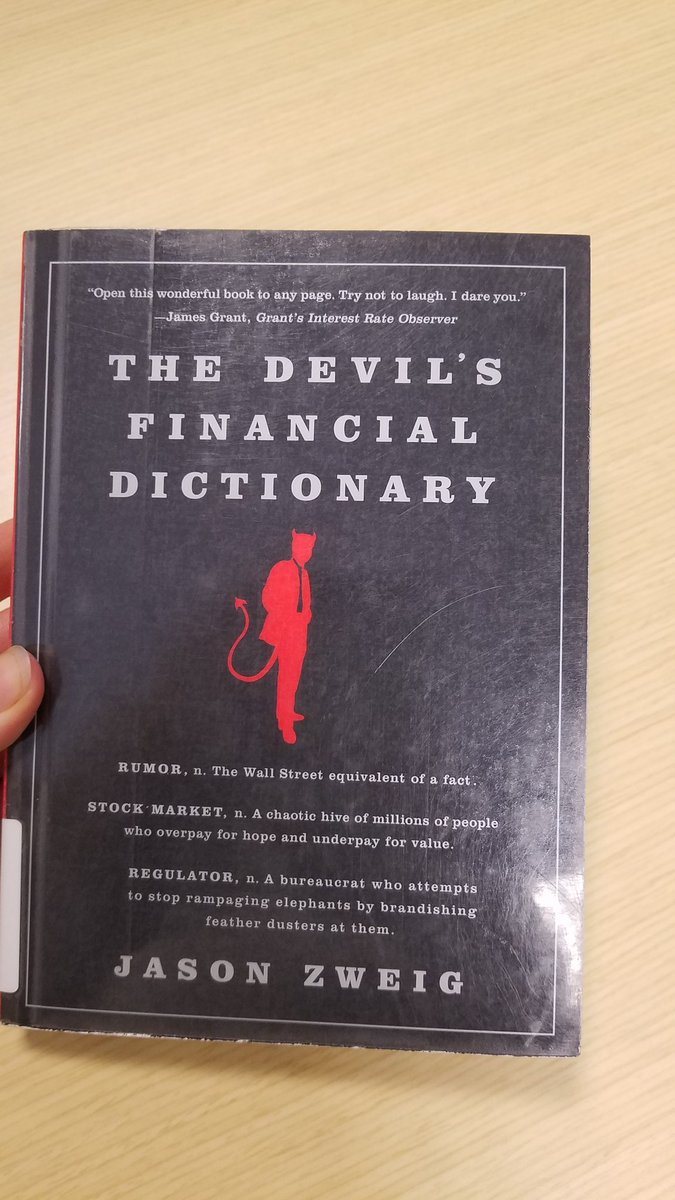 “Open this wonderful book to any page. Try not to laugh. I dare you.”
—James Grant, Grant's Interest Rate Observer
THE DEVIL'S
FINANCIAL
DICTIONARY
RUMOR, n. The Wall Street equivalent of a fact.
STOCK MARKET, n. A chaotic hive of millions of people
who overpay for hope and underpay for value.
REGULATOR, n. A bureaucrat who attempts
to stop rampaging elephants by brandishing
feather dusters at them.
JASON ZWEIG